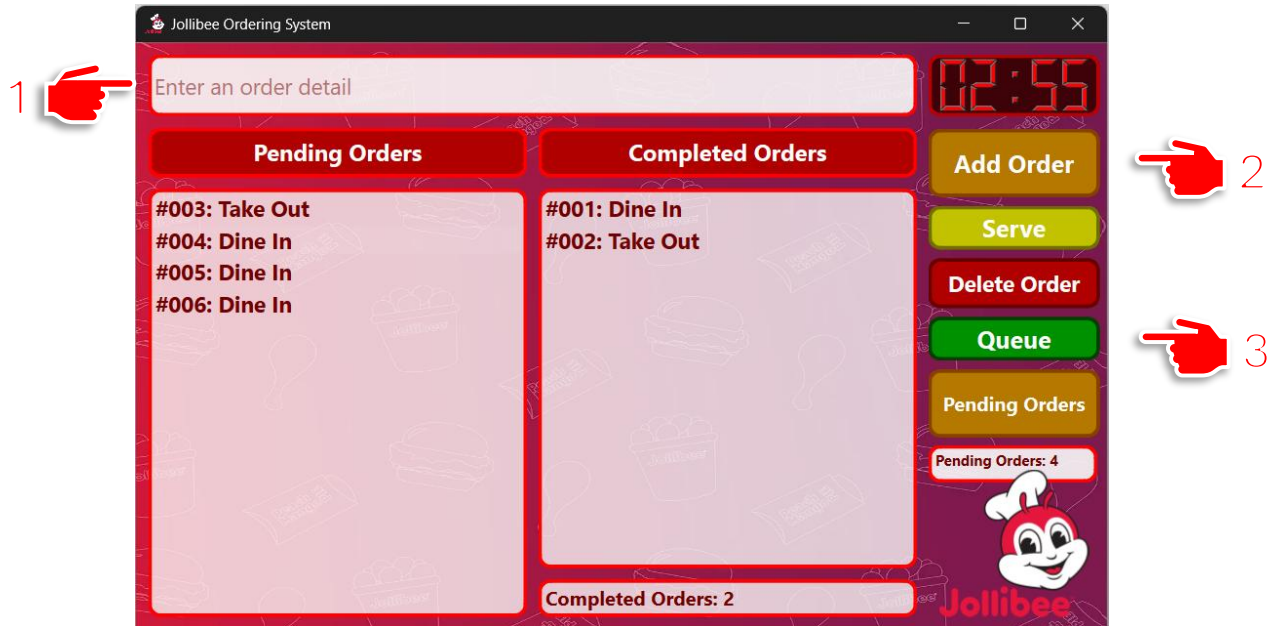 Jollibee Ordering System
1
Enter an order detail
02:55
Pending Orders
Completed Orders
Add Order
2
#003: Take Out
#004: Dine In
#005: Dine In
#006: Dine In
#001: Dine In
#002: Take Out
Serve
Delete Order
Queue
3
Pending Orders
Pending Orders: 4
Completed Orders: 2
Jollibee